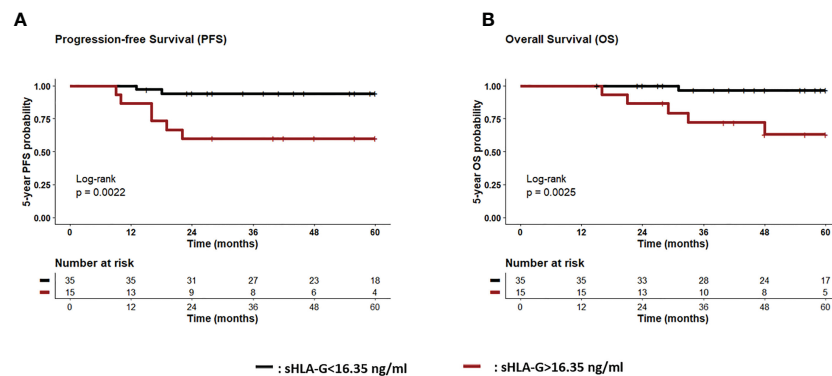 A
Progression-free Survival (PFS)
5-year PFS probability
1.00
0.75
0.50
0.25
0.00
Log-rank
p = 0.0022
0 12 24 36 48 60
Time (months)
Number at risk
35 35 31 27 23 18
15 13 9 8 6 4
0 12 24 36 48 60
Time (months)
B
Overall Survival (OS)
5-year OS probability
1.00
0.75
0.50
0.25
0.00
Log-rank
p = 0.0025
0 12 24 36 48 60
Time (months)
Number at risk
35 35 33 28 24 17
15 15 13 10 8 5
0 12 24 36 48 60
Time (months)
: sHLA-G<16.35 ng/ml
: sHLA-G>16.35 ng/ml